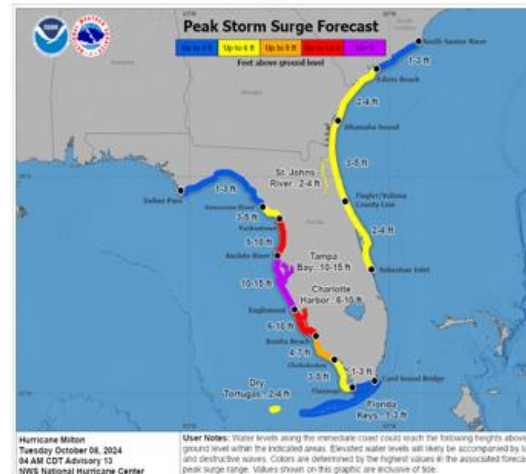 Peak Storm Surge Forecast
Up to 3 ft
Up to 6 ft
Up to 9 ft
Feet above ground level
South Santee River
1-3 ft
Edisto Beach
2-4 ft
Altamaha Sound
3-5 ft
St. Johns
River...2-4 ft
Flagler/Volusia
County Line
2-4 ft
Sebastian Inlet
Indian Pass
1-3 ft
Suwannee River
3-5 ft
Yankeetown
5-10 ft
Anclote River
Tampa
Bay...10-15 ft
10-15 ft
Charlotte
Harbor...6-10 ft
Englewood
6-10 ft
Bonita Beach
4-7 ft
Chokoloskee
3-5 ft
Flamingo
1-3 ft
Card Sound Bridge
Dry
Tortugas...2-4 ft
Florida
Keys...1-3 ft
Hurricane Milton
Tuesday October 08, 2024
04 AM CDT Advisory 13
NWS National Hurricane Center
User Notes: Water levels along the immediate coast could reach the following heights above
ground level within the indicated areas. Elevated water levels will likely be accompanied by
and destructive waves. Colors are determined by the highest values in the associated forecast
peak surge range. Values shown on this graphic are inclusive of